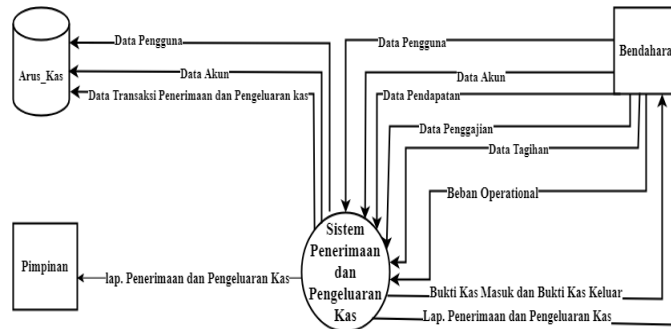 Data Pengguna
Data Pengguna
Bendahara
Arus_Kas
Data Akun
Data Akun
Data Transaksi Penerimaan dan Pengeluaran kas
Data Pendapatan
Data Penggajian
Data Tagihan
Beban Operational
Sistem
Penerimaan
dan
Pengeluaran
Kas
Pimpinan
lap. Penerimaan dan Pengeluaran Kas
Bukti Kas Masuk dan Bukti Kas Keluar
Lap. Penerimaan dan Pengeluaran Kas